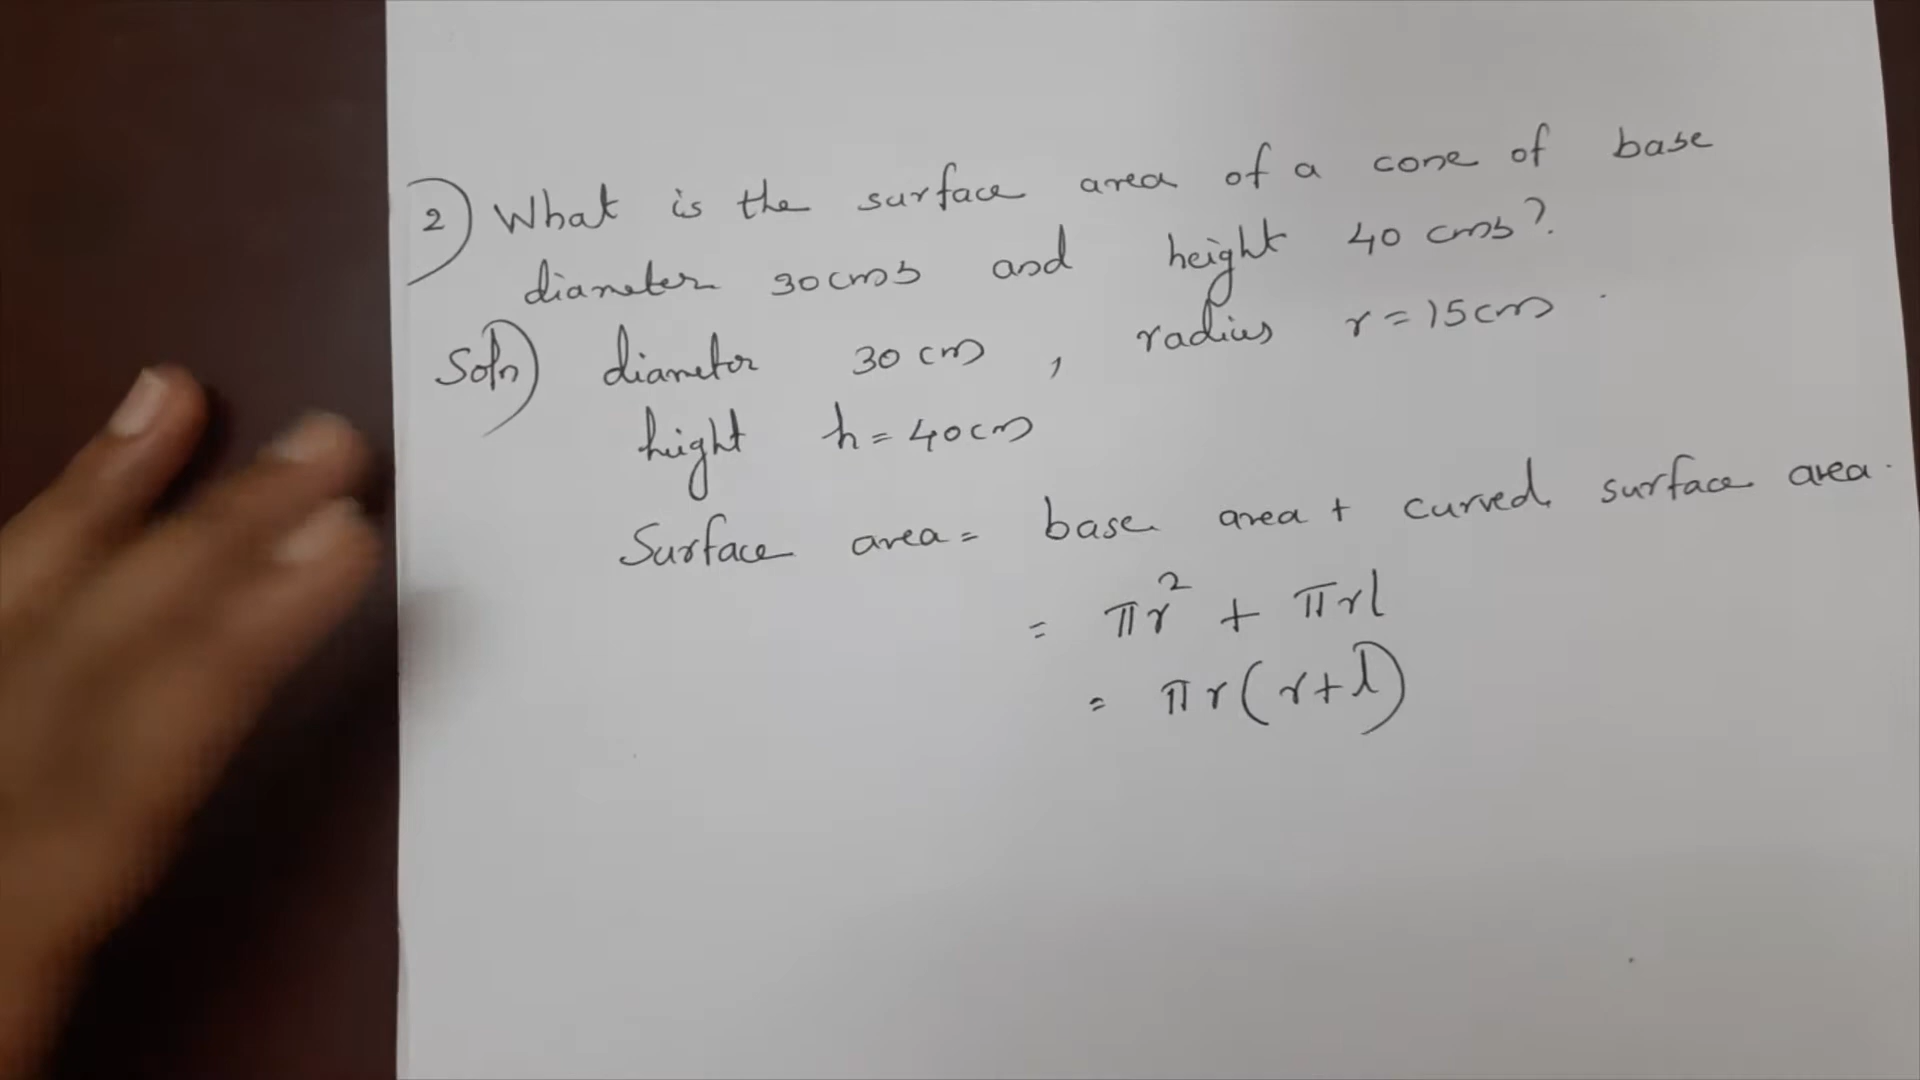 2) What is the surface area of a cone of base
diameter 30cms and height 40 cms?
Soln) diameter 30 cm , radius r = 15cm .
height h = 40cm
Surface area = base area + curved surface area.
= πr² + πrl
= πr(r+l)